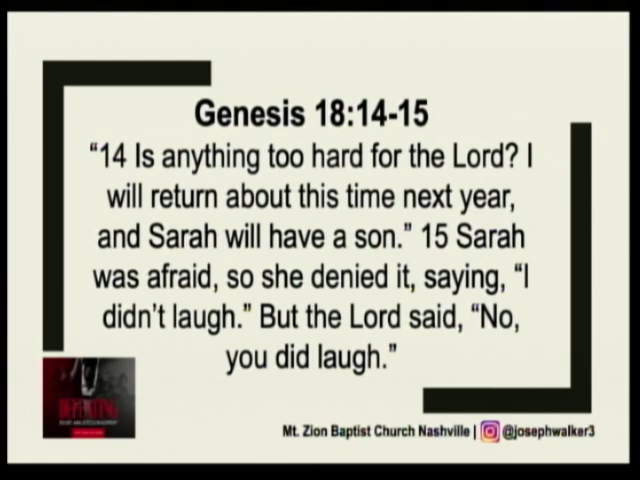 Genesis 18:14-15
“14 Is anything too hard for the Lord? I
will return about this time next year,
and Sarah will have a son.” 15 Sarah
was afraid, so she denied it, saying, “I
didn’t laugh.” But the Lord said, “No,
you did laugh.”
DEFEATING
Mt. Zion Baptist Church Nashville | @josephwalker3